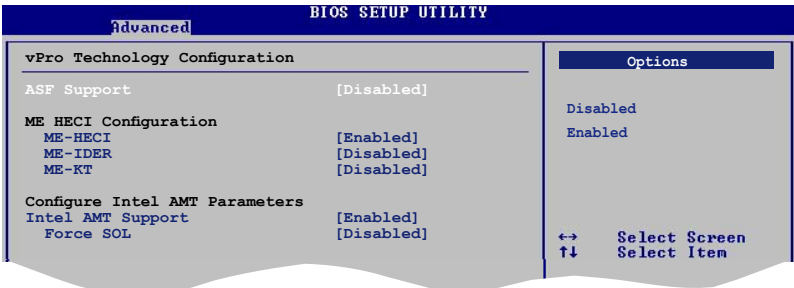 BIOS SETUP UTILITY
Advanced
vPro Technology Configuration
ASF Support [Disabled]
ME HECI Configuration
ME-HECI [Enabled]
ME-IDER [Disabled]
ME-KT [Disabled]
Configure Intel AMT Parameters
Intel AMT Support [Enabled]
Force SOL [Disabled]
Options
Disabled
Enabled
↔ Select Screen
↑↓ Select Item